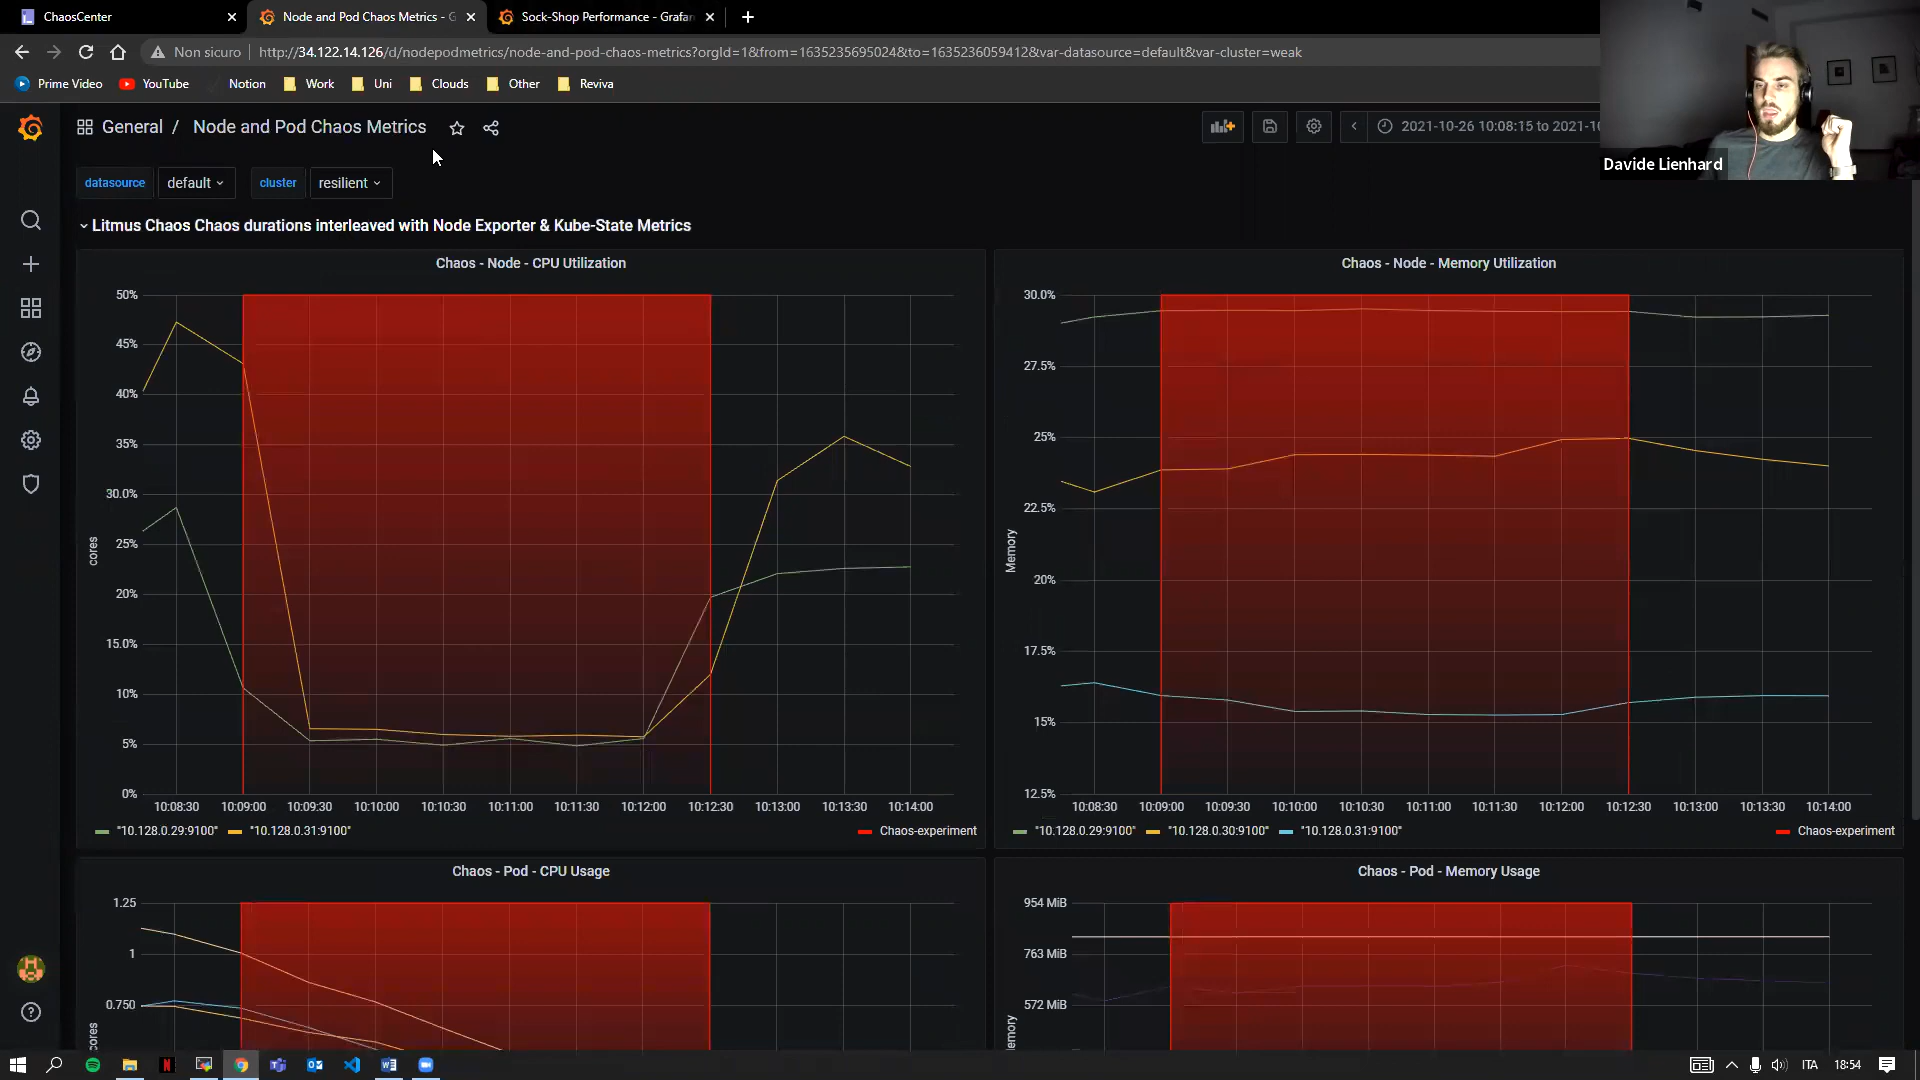 ChaosCenter
Node and Pod Chaos Metrics - G
Sock-Shop Performance - Grafan
Non sicuro
http://34.122.14.126/d/nodepodmetrics/node-and-pod-chaos-metrics?orgId=1&from=1635235695024&to=1635236059412&var-datasource=default&var-cluster=weak
Prime Video
YouTube
Notion
Work
Uni
Clouds
Other
Reviva
General / Node and Pod Chaos Metrics
2021-10-26 10:08:15 to 2021-10
Davide Lienhard
datasource default cluster resilient
Litmus Chaos Chaos durations interleaved with Node Exporter & Kube-State Metrics
Chaos - Node - CPU Utilization
50%
45%
40%
35%
30.0%
25%
20%
15.0%
10%
5%
0%
cores
10:08:30 10:09:00 10:09:30 10:10:00 10:10:30 10:11:00 10:11:30 10:12:00 10:12:30 10:13:00 10:13:30 10:14:00
"10.128.0.29:9100" "10.128.0.31:9100" Chaos-experiment
Chaos - Node - Memory Utilization
30.0%
27.5%
25%
22.5%
20%
17.5%
15%
12.5%
Memory
10:08:30 10:09:00 10:09:30 10:10:00 10:10:30 10:11:00 10:11:30 10:12:00 10:12:30 10:13:00 10:13:30 10:14:00
"10.128.0.29:9100" "10.128.0.30:9100" "10.128.0.31:9100" Chaos-experiment
Chaos - Pod - CPU Usage
1.25
1
0.750
cores
Chaos - Pod - Memory Usage
954 MiB
763 MiB
572 MiB
Memory
ITA
18:54